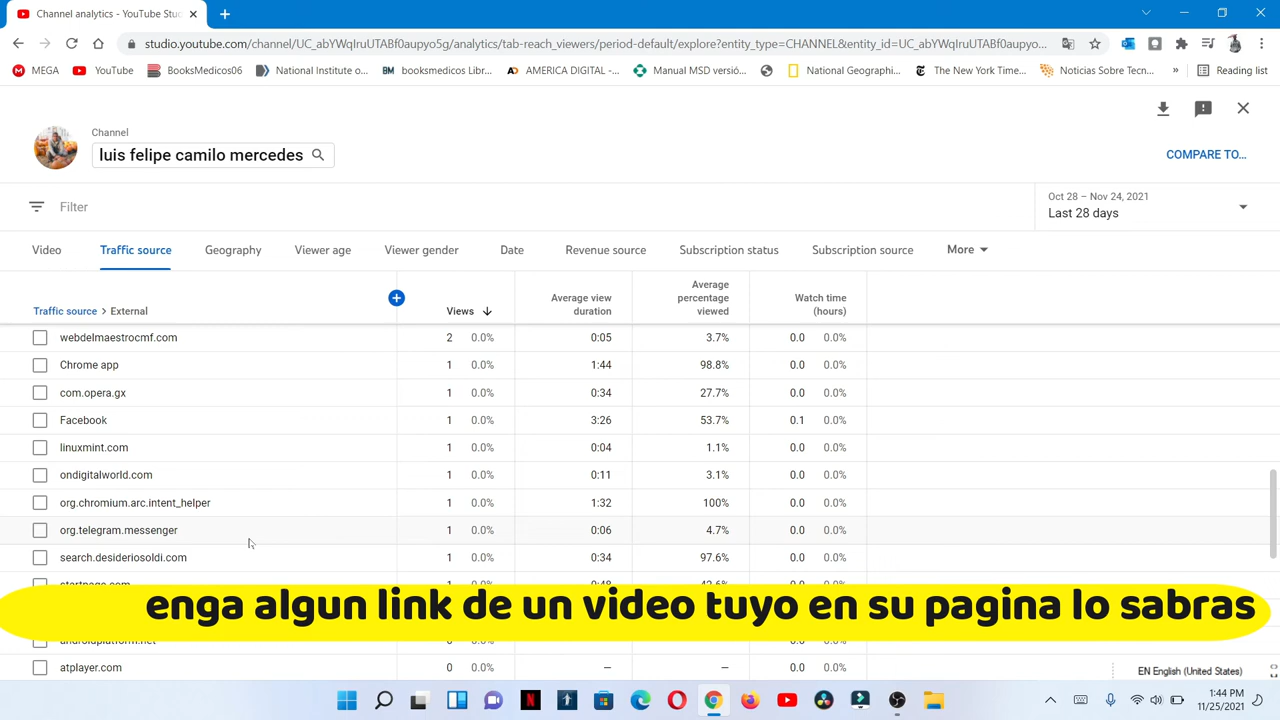 Channel analytics - YouTube Stu
studio.youtube.com/channel/UC_abYWqIruUTABf0aupyo5g/analytics/tab-reach_viewers/period-default/explore?entity_type=CHANNEL&entity_id=UC_abYWqIruUTABf0aupyo...
MEGA YouTube BooksMedicos06 National Institute o... booksmedicos Libr... AMERICA DIGITAL -... Manual MSD versió... National Geographi... The New York Time... Noticias Sobre Tecn... » Reading list
Channel
luis felipe camilo mercedes
COMPARE TO...
Filter
Oct 28 – Nov 24, 2021
Last 28 days
Video Traffic source Geography Viewer age Viewer gender Date Revenue source Subscription status Subscription source More
Traffic source > External Views Average view duration Average percentage viewed Watch time (hours)
webdelmaestrocmf.com 2 0.0% 0:05 3.7% 0.0 0.0%
Chrome app 1 0.0% 1:44 98.8% 0.0 0.0%
com.opera.gx 1 0.0% 0:34 27.7% 0.0 0.0%
Facebook 1 0.0% 3:26 53.7% 0.1 0.0%
linuxmint.com 1 0.0% 0:04 1.1% 0.0 0.0%
ondigitalworld.com 1 0.0% 0:11 3.1% 0.0 0.0%
org.chromium.arc.intent_helper 1 0.0% 1:32 100% 0.0 0.0%
org.telegram.messenger 1 0.0% 0:06 4.7% 0.0 0.0%
search.desideriosoldi.com 1 0.0% 0:34 97.6% 0.0 0.0%
enga algun link de un video tuyo en su pagina lo sabras
atplayer.com 0 0.0% — — 0.0 0.0%
EN English (United States)
1:44 PM
11/25/2021